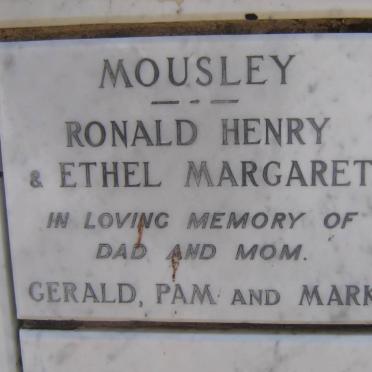 MOUSLEY
RONALD HENRY
& ETHEL MARGARET
IN LOVING MEMORY OF
DAD AND MOM.
GERALD, PAM AND MARK